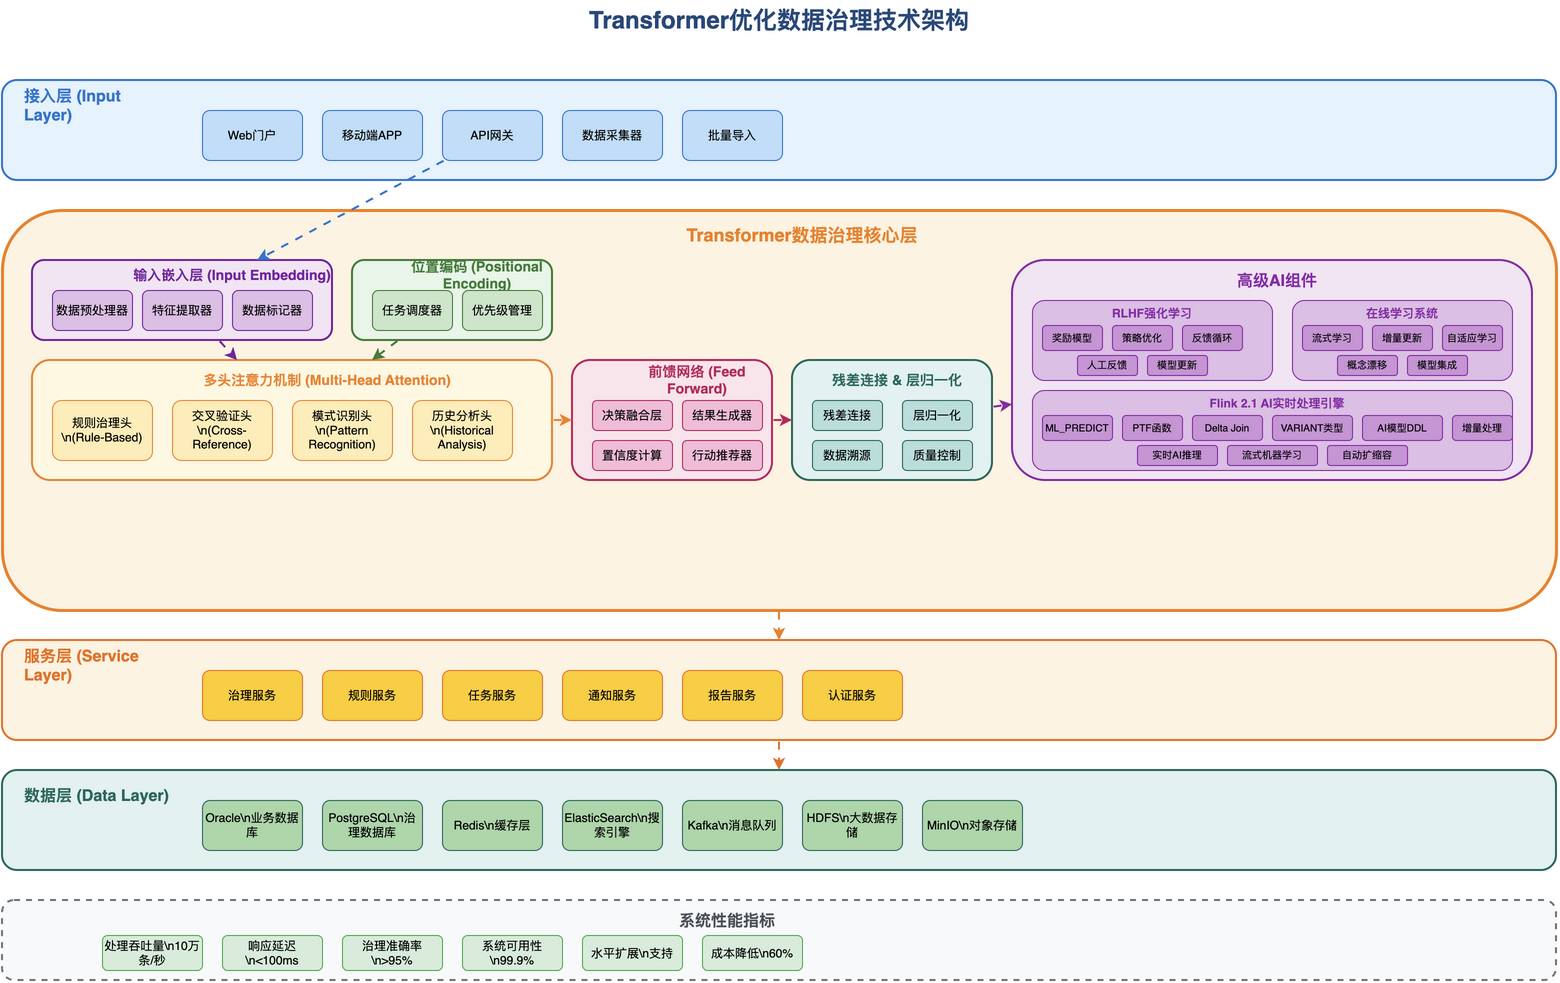 Transformer优化数据治理技术架构
接入层 (Input
Layer)
Web门户
移动端APP
API网关
数据采集器
批量导入
Transformer数据治理核心层
输入嵌入层 (Input Embedding)
数据预处理器
特征提取器
数据标记器
位置编码 (Positional
Encoding)
任务调度器
优先级管理
多头注意力机制 (Multi-Head Attention)
规则治理头
\n(Rule-Based)
交叉验证头
\n(Cross-
Reference)
模式识别头
\n(Pattern
Recognition)
历史分析头
\n(Historical
Analysis)
前馈网络 (Feed
Forward)
决策融合层
结果生成器
置信度计算
行动推荐器
残差连接 & 层归一化
残差连接
层归一化
数据溯源
质量控制
高级AI组件
RLHF强化学习
奖励模型
策略优化
反馈循环
人工反馈
模型更新
在线学习系统
流式学习
增量更新
自适应学习
概念漂移
模型集成
Flink 2.1 AI实时处理引擎
ML_PREDICT
PTF函数
Delta Join
VARIANT类型
AI模型DDL
增量处理
实时AI推理
流式机器学习
自动扩缩容
服务层 (Service
Layer)
治理服务
规则服务
任务服务
通知服务
报告服务
认证服务
数据层 (Data Layer)
Oracle\n业务数据
库
PostgreSQL\n治
理数据库
Redis\n缓存层
ElasticSearch\n搜
索引擎
Kafka\n消息队列
HDFS\n大数据存
储
MinIO\n对象存储
系统性能指标
处理吞吐量\n10万
条/秒
响应延迟
\n<100ms
治理准确率
\n>95%
系统可用性
\n99.9%
水平扩展\n支持
成本降低\n60%